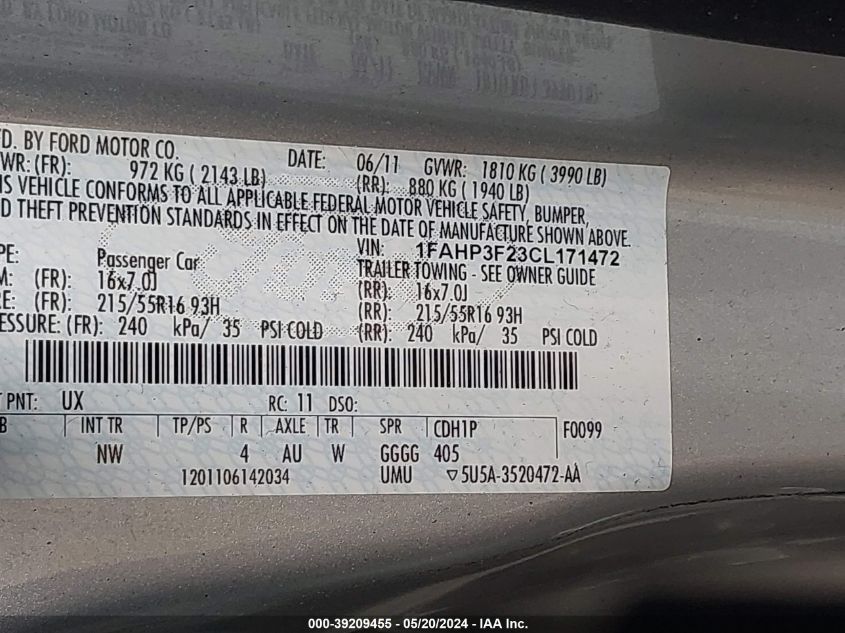 FD. BY FORD MOTOR CO. DATE: 06/11 GVWR: 1810 KG ( 3990 LB)
WR: (FR): 972 KG ( 2143 LB) (RR): 880 KG ( 1940 LB)
IS VEHICLE CONFORMS TO ALL APPLICABLE FEDERAL MOTOR VEHICLE SAFETY, BUMPER,
D THEFT PREVENTION STANDARDS IN EFFECT ON THE DATE OF MANUFACTURE SHOWN ABOVE.
VIN: 1FAHP3F23CL171472
PE: Passenger Car TRAILER TOWING - SEE OWNER GUIDE
M: (FR): 16x7.0J (RR): 16x7.0J
RE: (FR): 215/55R16 93H (RR): 215/55R16 93H
ESSURE: (FR): 240 kPa/ 35 PSI COLD (RR): 240 kPa/ 35 PSI COLD
T PNT: UX RC: 11 DSO:
B INT TR TP/PS R AXLE TR SPR CDH1P F0099
NW 4 AU W GGGG 405
1201106142034 UMU ▽5U5A-3520472-AA
000-39209455 - 05/20/2024 - IAA Inc.